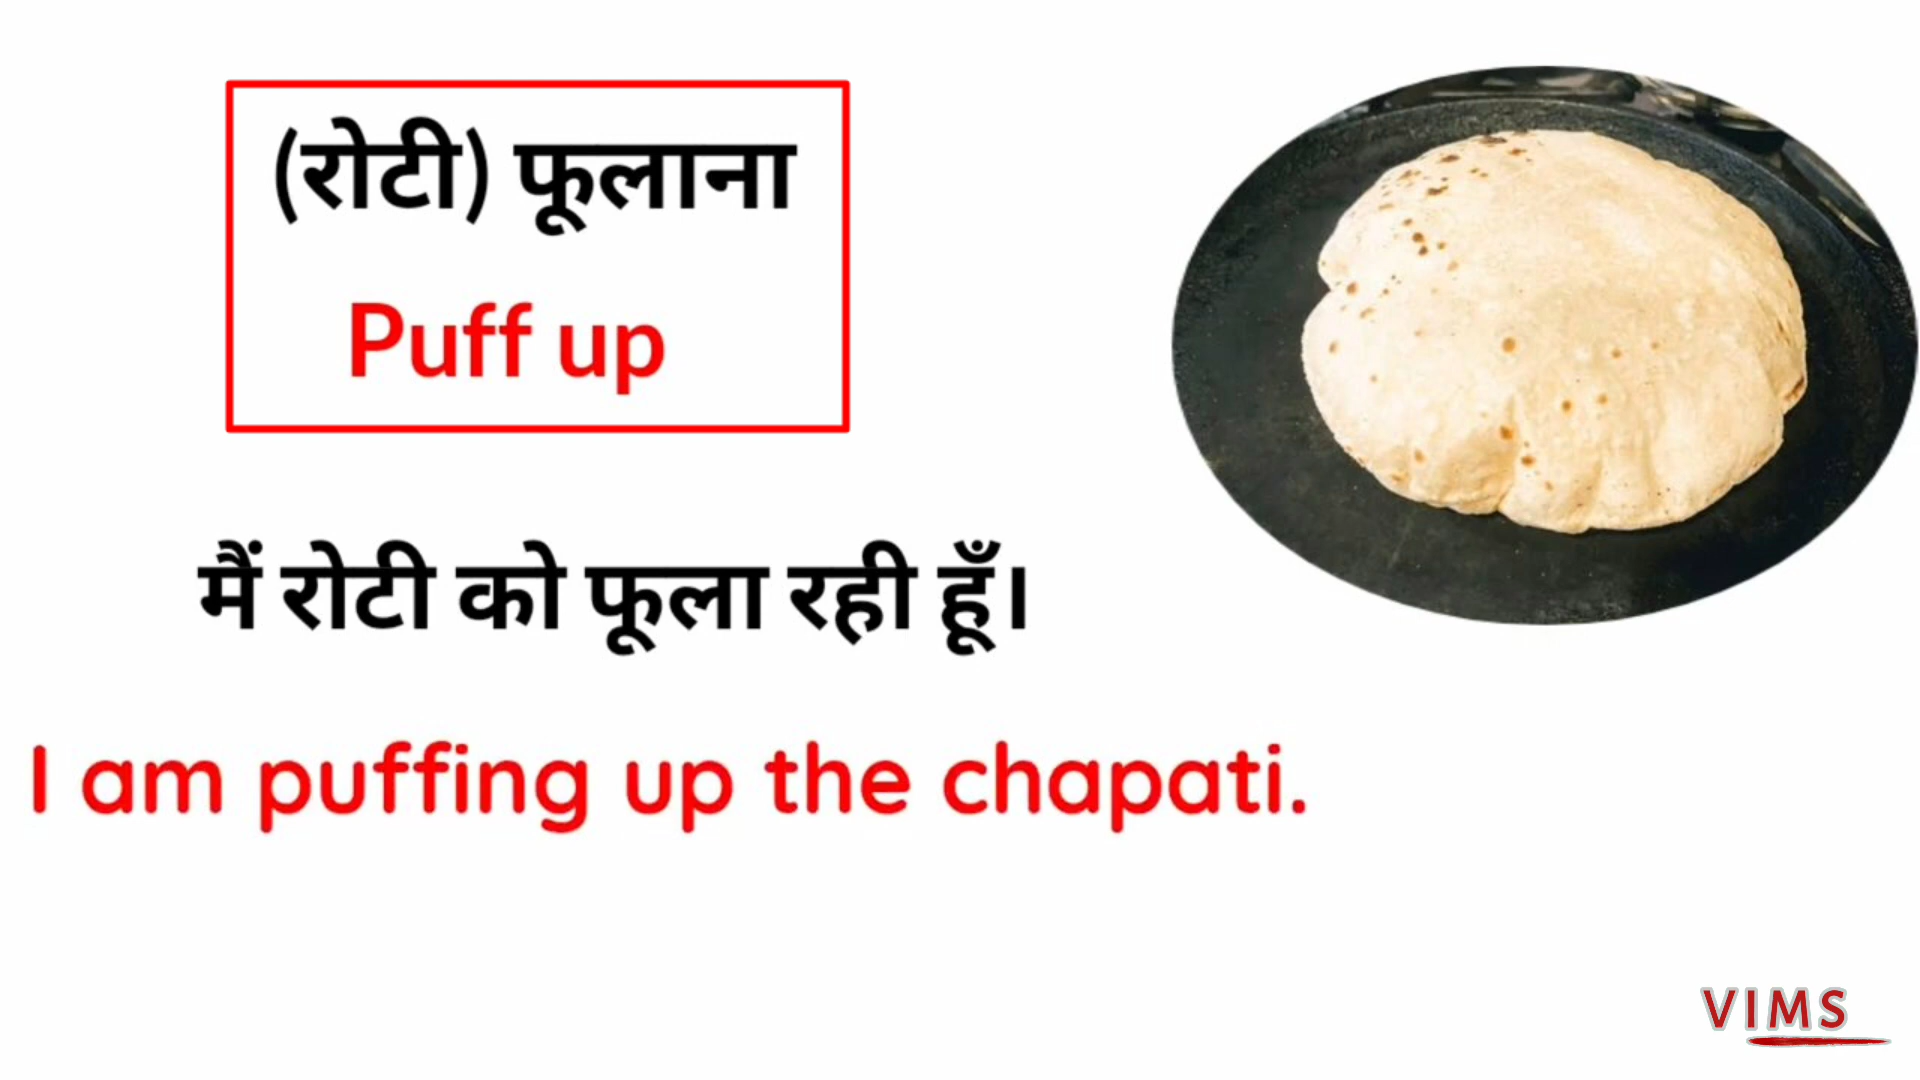 (रोटी) फूलाना
Puff up
मैं रोटी को फूला रही हूँ।
I am puffing up the chapati.
VIMS